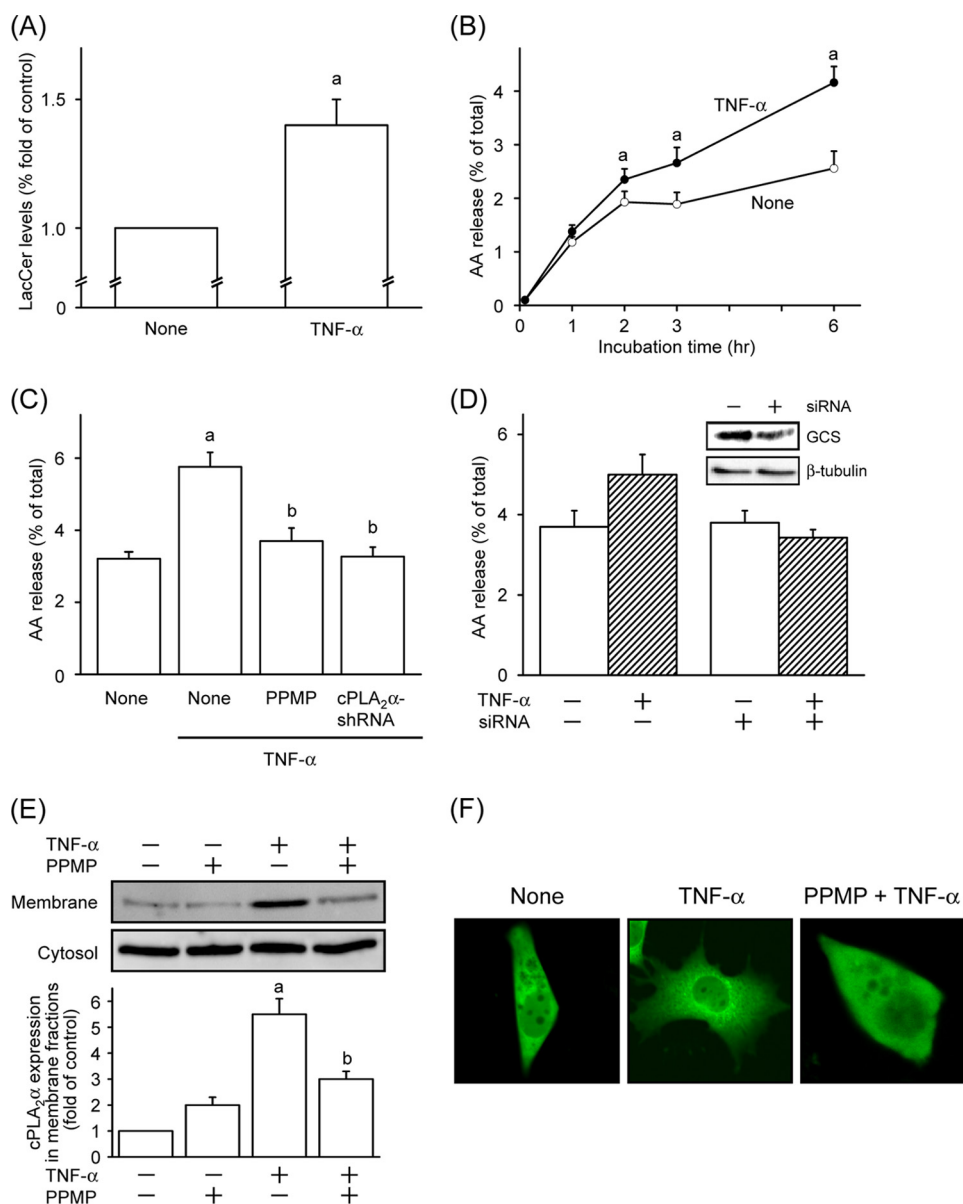 (A)
LacCer levels (% fold of control)
1.5
1.0
0
a
None
TNF-α
(B)
AA release (% of total)
4
3
2
1
0
TNF-α
None
a
a
a
0
1
2
3
6
Incubation time (hr)
(C)
AA release (% of total)
6
4
2
0
a
b
b
None
None
PPMP
cPLA₂α-
shRNA
TNF-α
(D)
AA release (% of total)
6
4
2
0
− + siRNA
GCS
β-tubulin
TNF-α − + − +
siRNA − − + +
(E)
TNF-α − − + +
PPMP − + − +
Membrane
Cytosol
cPLA₂α expression
in membrane fractions
(fold of control)
6
5
4
3
2
1
0
a
b
TNF-α − − + +
PPMP − + − +
(F)
None
TNF-α
PPMP + TNF-α